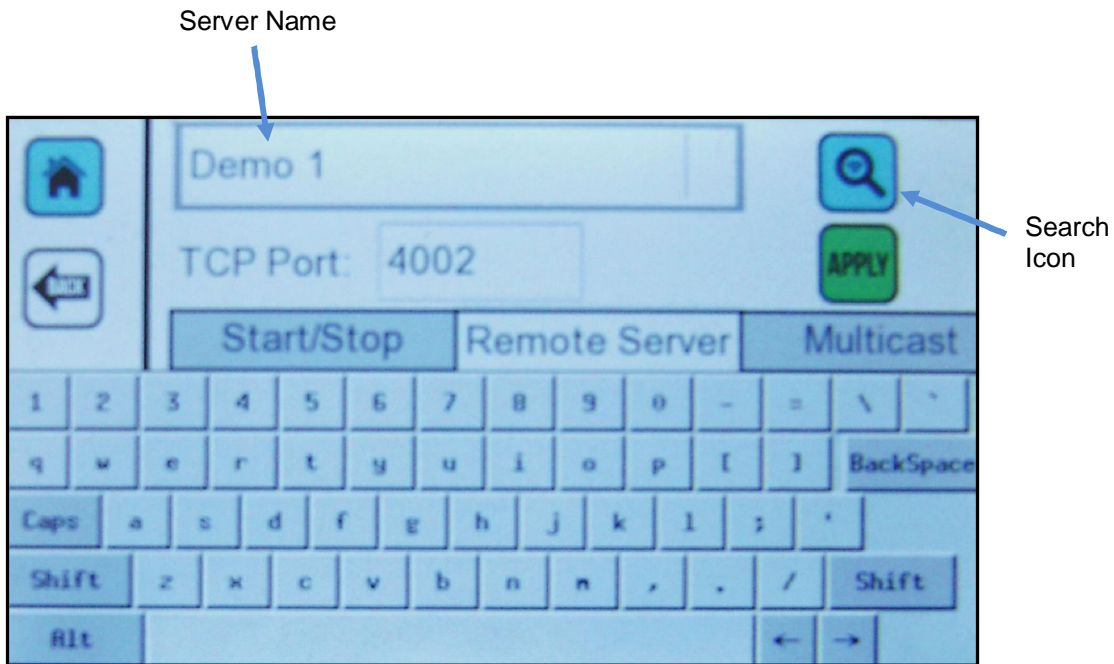 Server Name
Demo 1
Search
Icon
TCP Port: 4002
BACK
APPLY
Start/Stop Remote Server Multicast
1 2 3 4 5 6 7 8 9 0 - = \ `
q w e r t y u i o p [ ] BackSpace
Caps a s d f g h j k l ; '
Shift z x c v b n m , . / Shift
Alt ← →